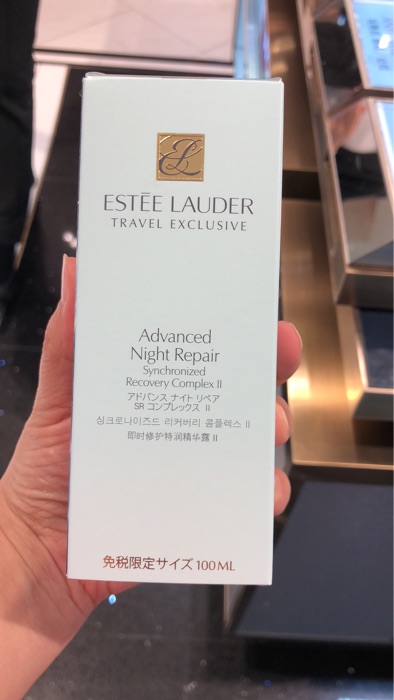 ESTĒE LAUDER
TRAVEL EXCLUSIVE
Advanced
Night Repair
Synchronized
Recovery Complex II
アドバンス ナイト リペア
SR コンプレックス II
싱크로나이즈드 리커버리 콤플렉스 II
即时修护特润精华露 II
免税限定サイズ 100ML